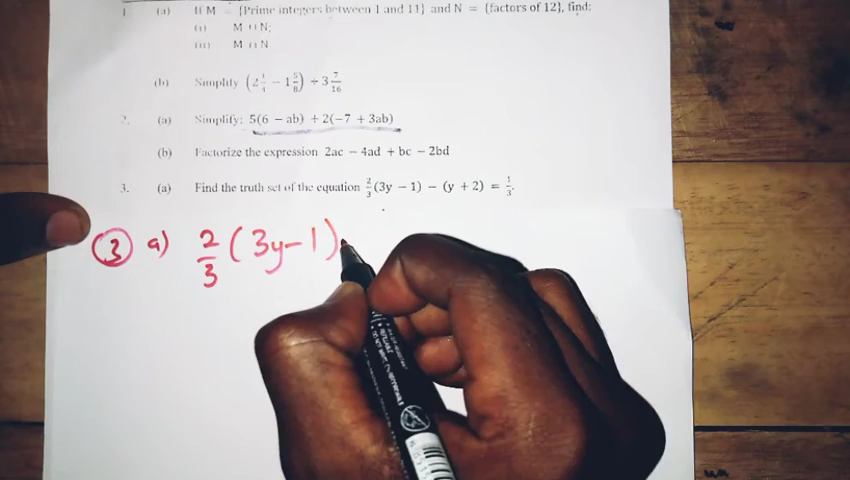 1 (a) If M = {Prime integers between 1 and 11} and N = {factors of 12}, find:
(i) M ∪ N;
(ii) M ∩ N
(b) Simplify (2 1/4 − 1 5/8) ÷ 3 7/16
2. (a) Simplify: 5(6 − ab) + 2(−7 + 3ab)
(b) Factorize the expression 2ac − 4ad + bc − 2bd
3. (a) Find the truth set of the equation 2/3(3y − 1) − (y + 2) = 1/3.
3 a) 2/3 (3y−1)